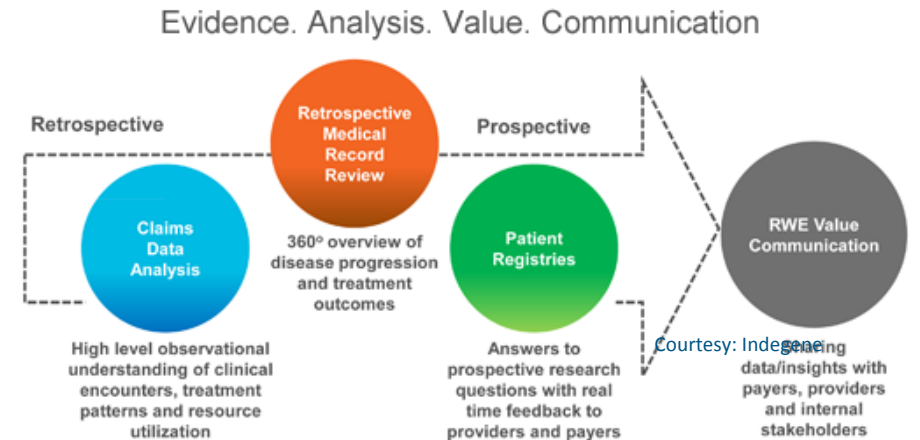 Evidence. Analysis. Value. Communication
Retrospective
Retrospective
Medical
Record
Review
Prospective
Claims
Data
Analysis
360° overview of
disease progression
and treatment
outcomes
Patient
Registries
RWE Value
Communication
High level observational
understanding of clinical
encounters, treatment
patterns and resource
utilization
Answers to
prospective research
questions with real
time feedback to
providers and payers
Courtesy: Indegene
Sharing
data/insights with
payers, providers
and internal
stakeholders